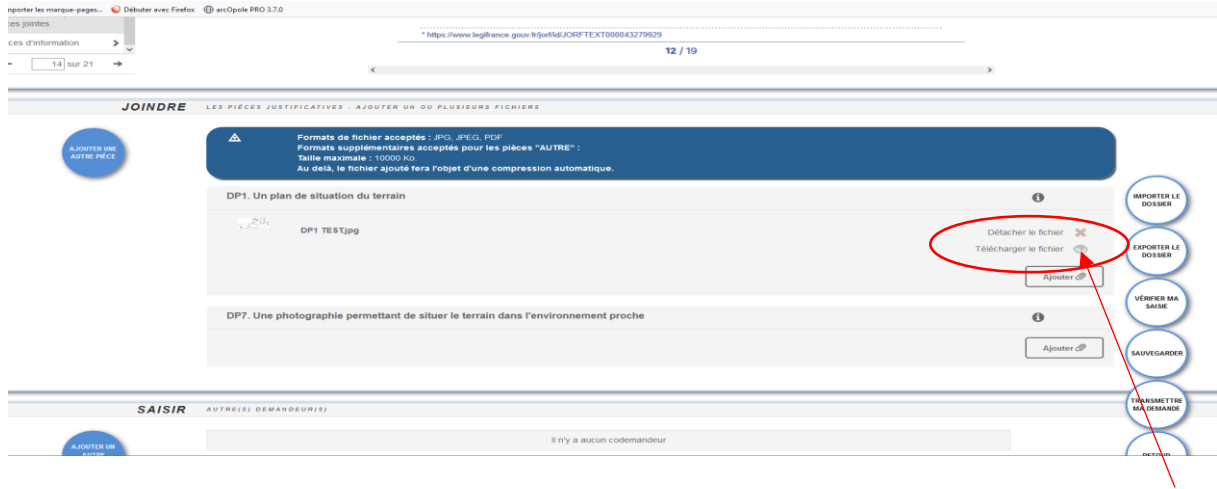 mporter les marque-pages... Débuter avec Firefox arcOpole PRO 3.7.0
ces jointes
ces d'information
14 sur 21
* https://www.legifrance.gouv.fr/jorf/id/JORFTEXT000043279929
12 / 19
JOINDRE LES PIÈCES JUSTIFICATIVES : AJOUTER UN OU PLUSIEURS FICHIERS
AJOUTER UNE
AUTRE PIÈCE
Formats de fichier acceptés : JPG, JPEG, PDF
Formats supplémentaires acceptés pour les pièces "AUTRE" :
Taille maximale : 10000 Ko.
Au delà, le fichier ajouté fera l'objet d'une compression automatique.
DP1. Un plan de situation du terrain
DP1 TEST.jpg
Détacher le fichier
Télécharger le fichier
Ajouter
DP7. Une photographie permettant de situer le terrain dans l'environnement proche
Ajouter
IMPORTER LE
DOSSIER
EXPORTER LE
DOSSIER
VÉRIFIER MA
SAISIE
SAUVEGARDER
TRANSMETTRE
MA DEMANDE
RETOUR
SAISIR AUTRE(S) DEMANDEUR(S)
AJOUTER UN
AUTRE
Il n'y a aucun codemandeur